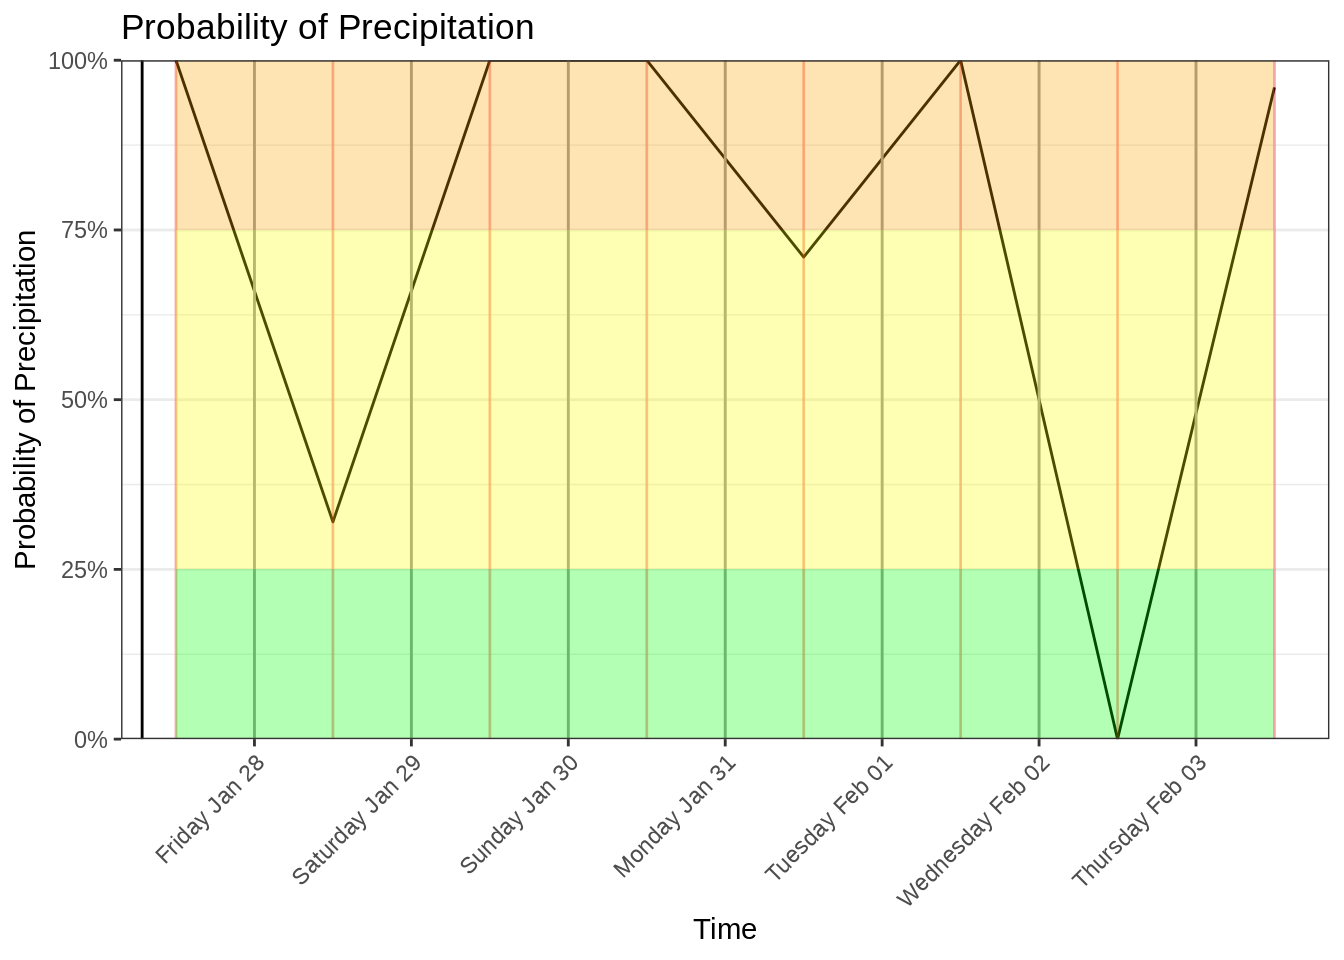 Probability of Precipitation
Probability of Precipitation
100%
75%
50%
25%
0%
Friday Jan 28
Saturday Jan 29
Sunday Jan 30
Monday Jan 31
Tuesday Feb 01
Wednesday Feb 02
Thursday Feb 03
Time